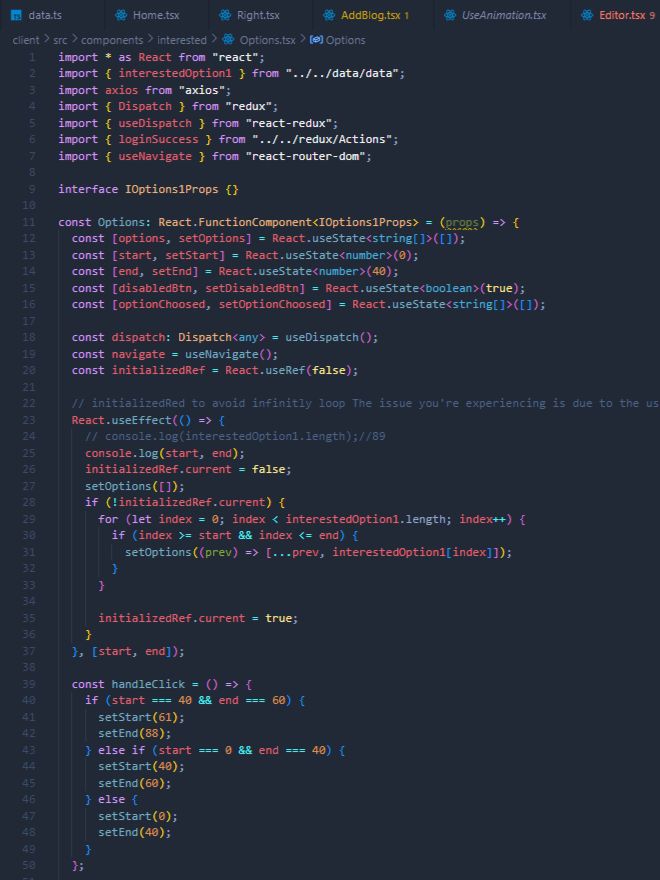 data.ts Home.tsx Right.tsx AddBlog.tsx 1 UseAnimation.tsx Editor.tsx 9
client > src > components > interested > Options.tsx > Options
1 import * as React from "react";
2 import { interestedOption1 } from "../../data/data";
3 import axios from "axios";
4 import { Dispatch } from "redux";
5 import { useDispatch } from "react-redux";
6 import { loginSuccess } from "../../redux/Actions";
7 import { useNavigate } from "react-router-dom";
8
9 interface IOptions1Props {}
10
11 const Options: React.FunctionComponent<IOptions1Props> = (props) => {
12 const [options, setOptions] = React.useState<string[]>([]);
13 const [start, setStart] = React.useState<number>(0);
14 const [end, setEnd] = React.useState<number>(40);
15 const [disabledBtn, setDisabledBtn] = React.useState<boolean>(true);
16 const [optionChoosed, setOptionChoosed] = React.useState<string[]>([]);
17
18 const dispatch: Dispatch<any> = useDispatch();
19 const navigate = useNavigate();
20 const initializedRef = React.useRef(false);
21
22 // initializedRed to avoid infinitly loop The issue you're experiencing is due to the us
23 React.useEffect(() => {
24 // console.log(interestedOption1.length);//89
25 console.log(start, end);
26 initializedRef.current = false;
27 setOptions([]);
28 if (!initializedRef.current) {
29 for (let index = 0; index < interestedOption1.length; index++) {
30 if (index >= start && index <= end) {
31 setOptions((prev) => [...prev, interestedOption1[index]]);
32 }
33 }
34
35 initializedRef.current = true;
36 }
37 }, [start, end]);
38
39 const handleClick = () => {
40 if (start === 40 && end === 60) {
41 setStart(61);
42 setEnd(88);
43 } else if (start === 0 && end === 40) {
44 setStart(40);
45 setEnd(60);
46 } else {
47 setStart(0);
48 setEnd(40);
49 }
50 };